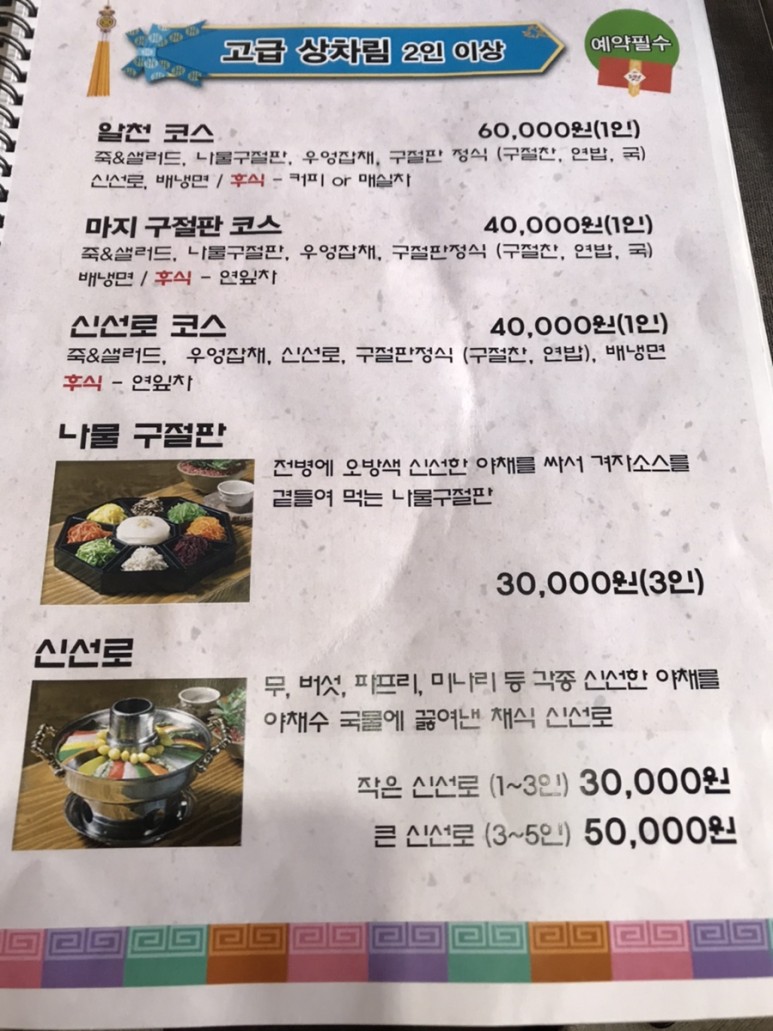 고급 상차림 2인 이상
예약필수
알천 코스 60,000원(1인)
죽&샐러드, 나물구절판, 우엉잡채, 구절판 정식 (구절찬, 연밥, 국)
신선로, 배냉면 / 후식 - 커피 or 매실차
마지 구절판 코스 40,000원(1인)
죽&샐러드, 나물구절판, 우엉잡채, 구절판정식 (구절찬, 연밥, 국)
배냉면 / 후식 - 연잎차
신선로 코스 40,000원(1인)
죽&샐러드, 우엉잡채, 신선로, 구절판정식 (구절찬, 연밥), 배냉면
후식 - 연잎차
나물 구절판
전병에 오방색 신선한 야채를 싸서 겨자소스를
곁들여 먹는 나물구절판
30,000원(3인)
신선로
무, 버섯, 파프리, 미나리 등 각종 신선한 야채를
야채수 국물에 끓여낸 채식 신선로
작은 신선로 (1~3인) 30,000원
큰 신선로 (3~5인) 50,000원